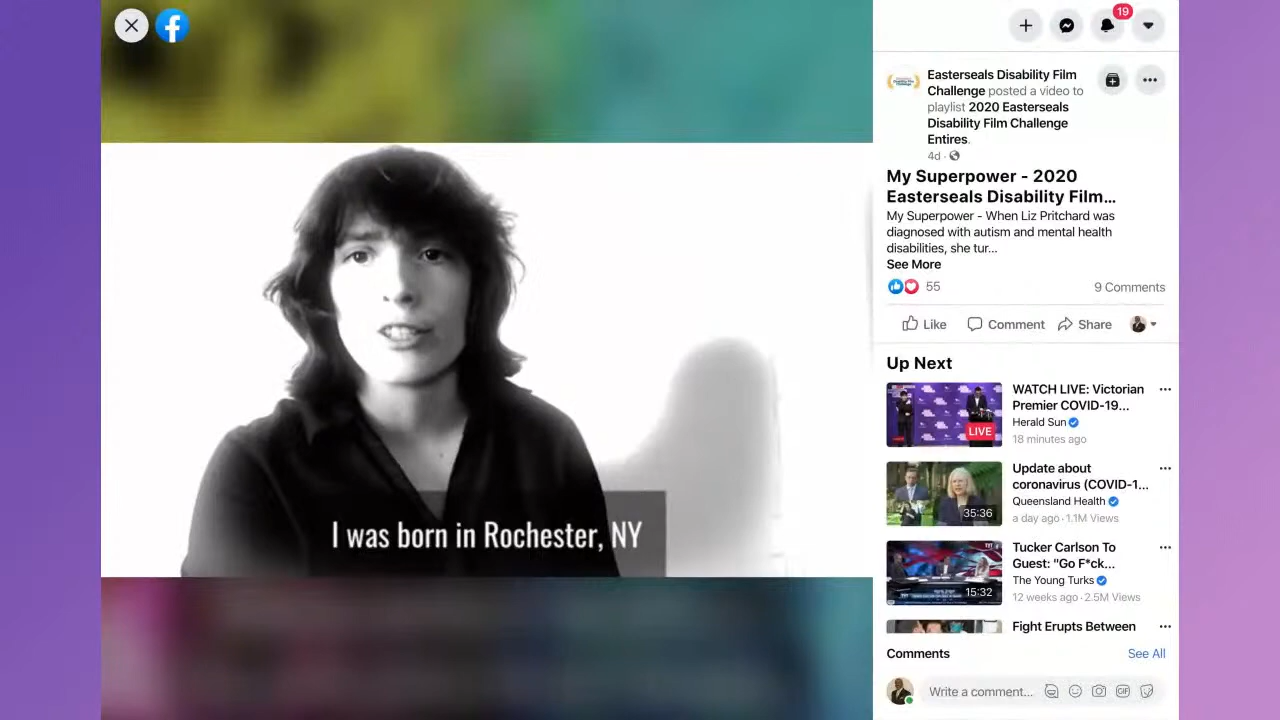 19
Easterseals Disability Film
Challenge posted a video to
playlist 2020 Easterseals
Disability Film Challenge
Entires.
4d ·
My Superpower - 2020
Easterseals Disability Film...
My Superpower - When Liz Pritchard was
diagnosed with autism and mental health
disabilities, she tur...
See More
55
9 Comments
Like
Comment
Share
I was born in Rochester, NY
Up Next
WATCH LIVE: Victorian
Premier COVID-19...
Herald Sun
18 minutes ago
LIVE
Update about
coronavirus (COVID-1...
Queensland Health
a day ago · 1.1M Views
35:36
Tucker Carlson To
Guest: "Go F*ck...
The Young Turks
12 weeks ago · 2.5M Views
15:32
Fight Erupts Between
Comments
See All
Write a comment...
GIF